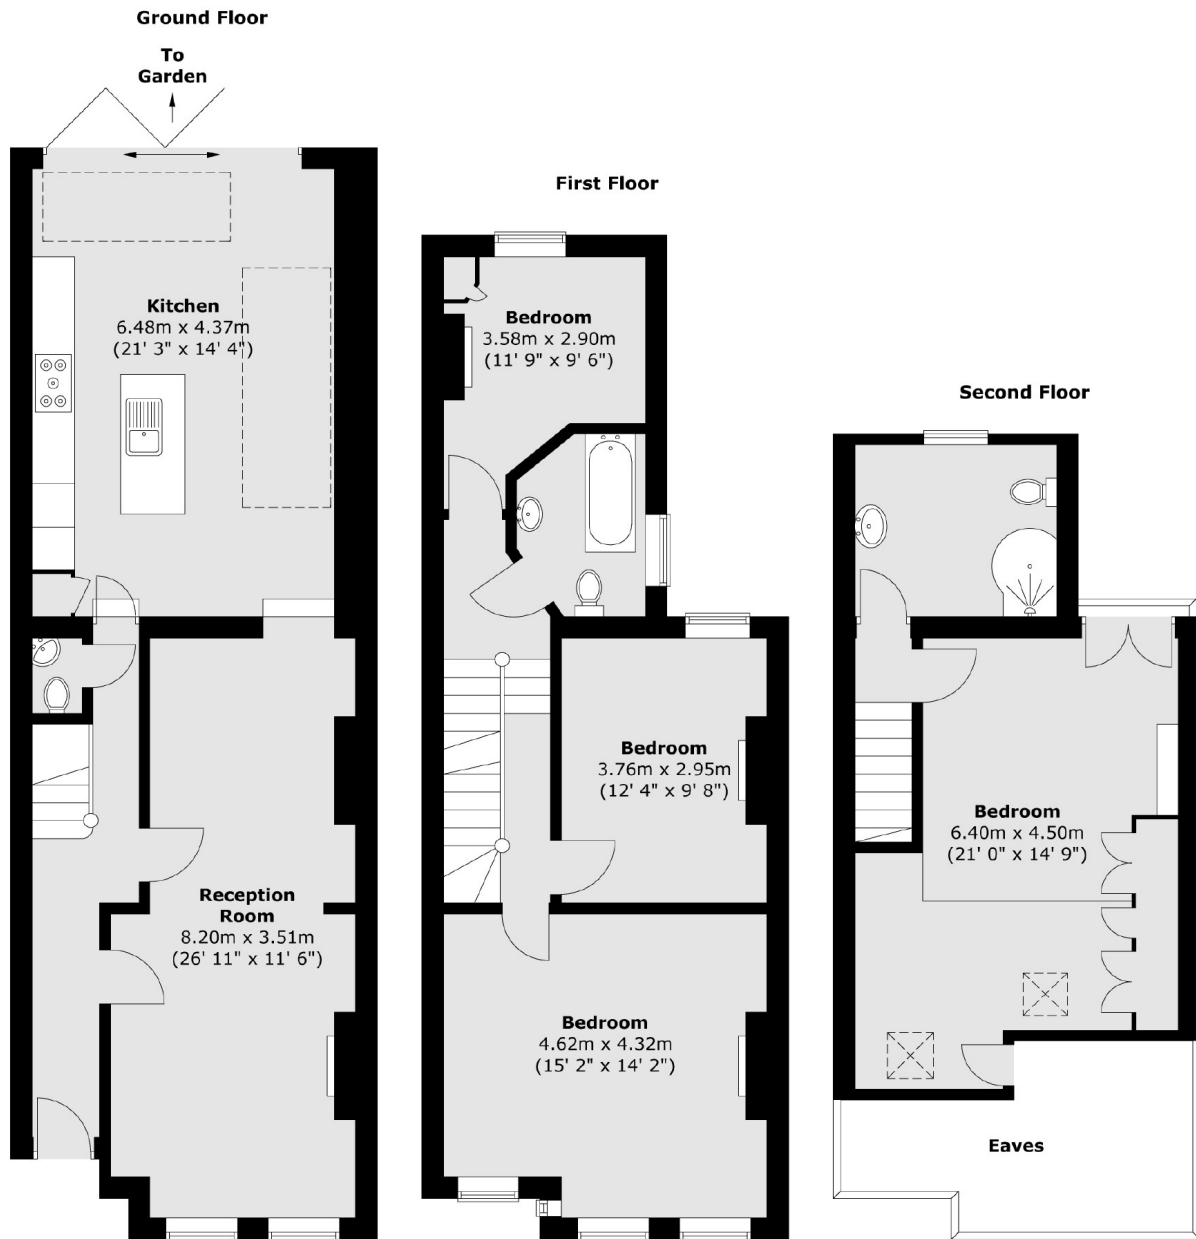 Ground Floor
To
Garden
Kitchen
6.48m x 4.37m
(21' 3" x 14' 4")
Reception
Room
8.20m x 3.51m
(26' 11" x 11' 6")
First Floor
Bedroom
3.58m x 2.90m
(11' 9" x 9' 6")
Bedroom
3.76m x 2.95m
(12' 4" x 9' 8")
Bedroom
4.62m x 4.32m
(15' 2" x 14' 2")
Second Floor
Bedroom
6.40m x 4.50m
(21' 0" x 14' 9")
Eaves